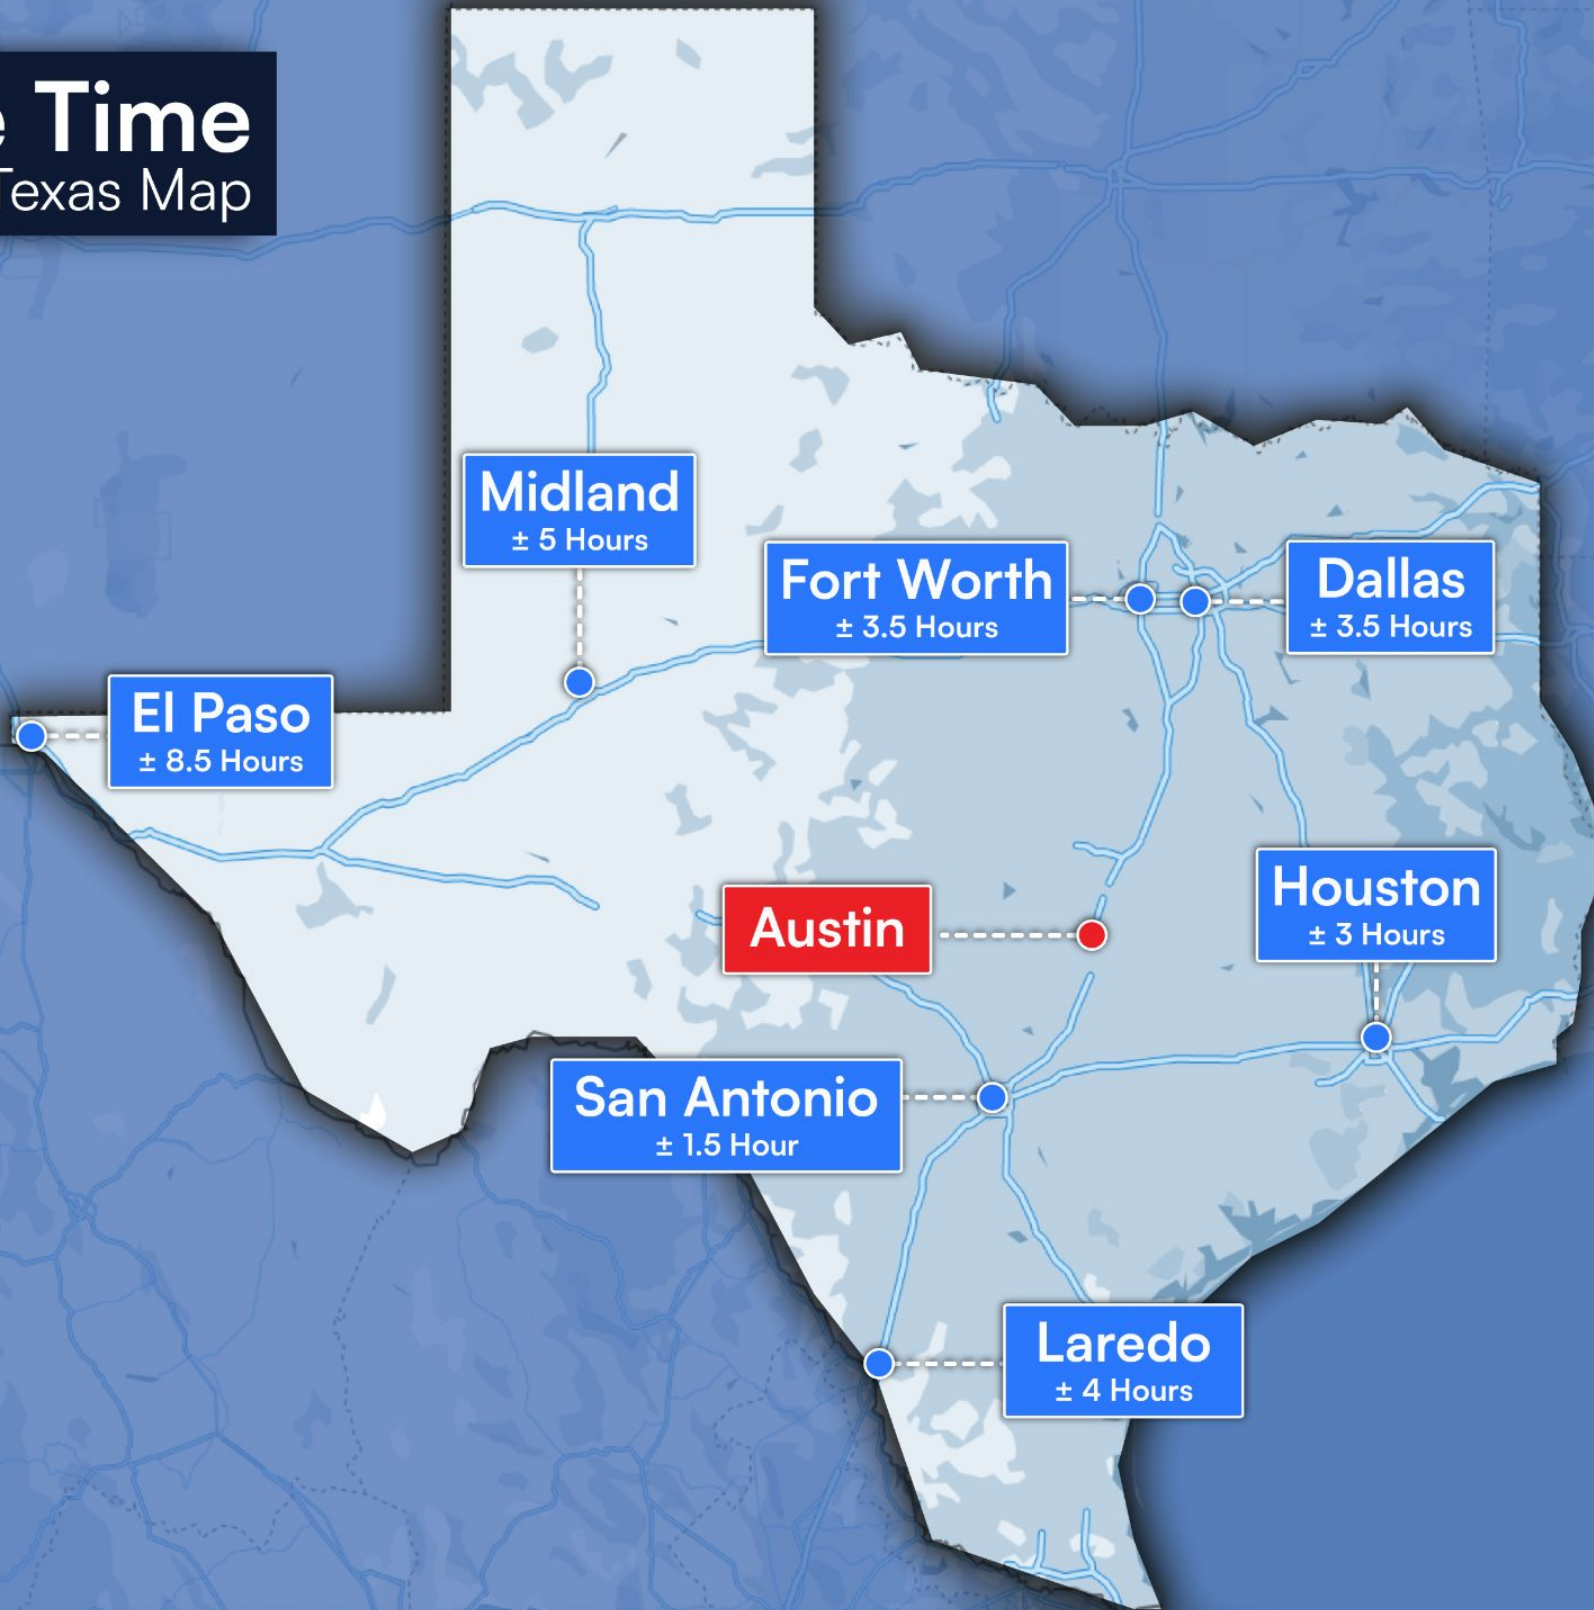 Time
Texas Map
Midland
± 5 Hours
Fort Worth
± 3.5 Hours
Dallas
± 3.5 Hours
El Paso
± 8.5 Hours
Houston
± 3 Hours
Austin
San Antonio
± 1.5 Hour
Laredo
± 4 Hours